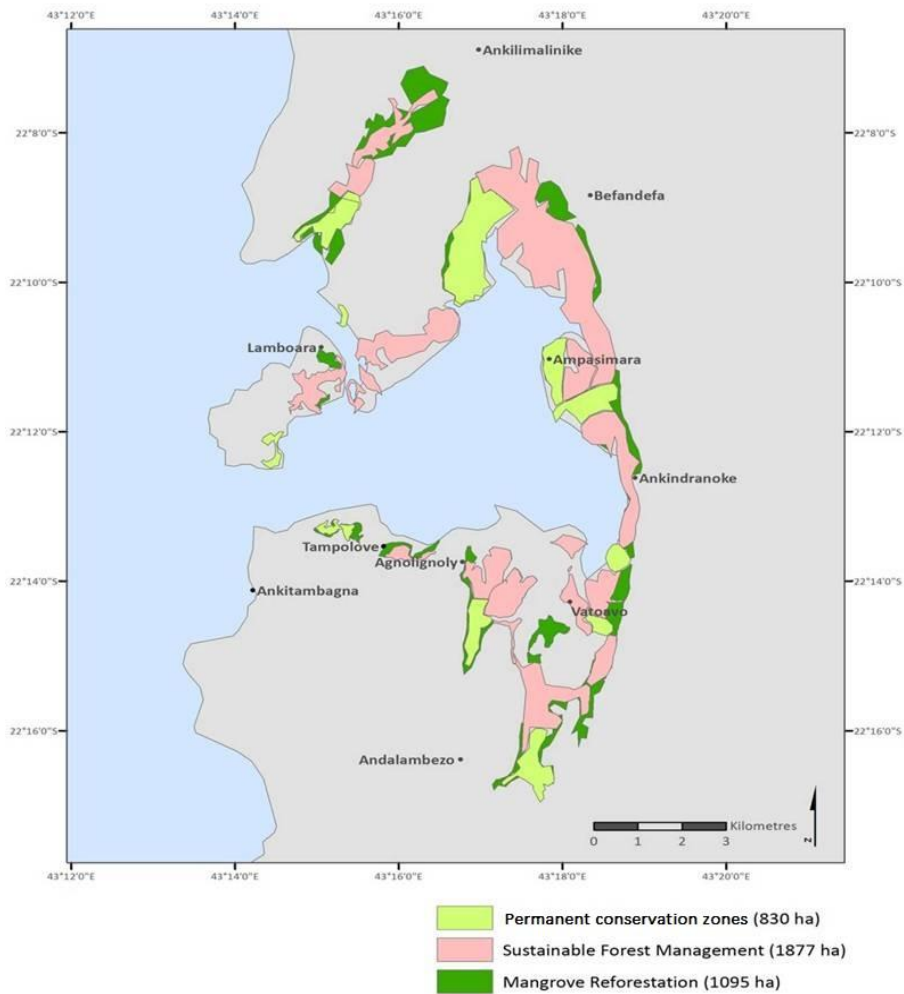 43°12'0"E 43°14'0"E 43°16'0"E 43°18'0"E 43°20'0"E
Ankilimalinike
22°8'0"S 22°8'0"S
Befandefa
22°10'0"S 22°10'0"S
Lamboara
Ampasimara
22°12'0"S 22°12'0"S
Ankindranoke
Tampolove
Agnolignoly
22°14'0"S 22°14'0"S
Ankitambagna
Vatoavo
22°16'0"S 22°16'0"S
Andalambezo
Kilometres
0 1 2 3
N
43°12'0"E 43°14'0"E 43°16'0"E 43°18'0"E 43°20'0"E
Permanent conservation zones (830 ha)
Sustainable Forest Management (1877 ha)
Mangrove Reforestation (1095 ha)